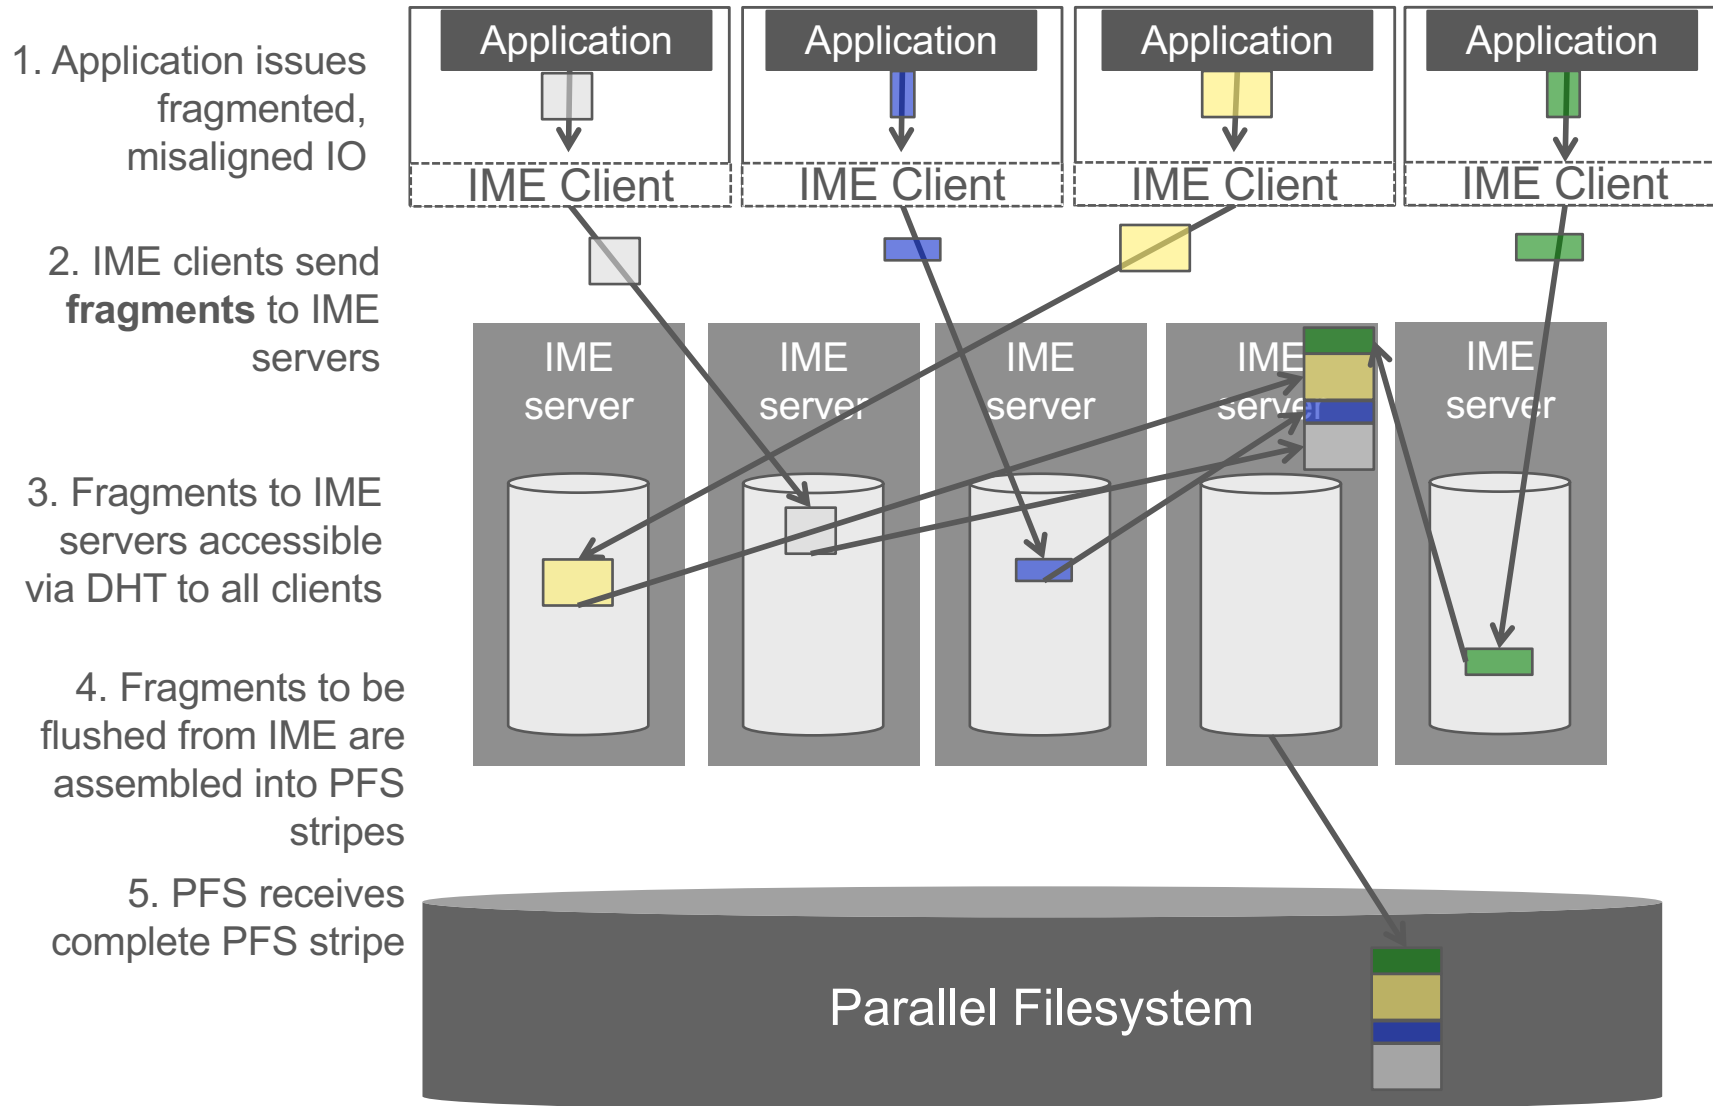 Application
Application
Application
Application
1. Application issues
fragmented,
misaligned IO
IME Client
IME Client
IME Client
IME Client
2. IME clients send
fragments to IME
servers
IME
server
IME
server
IME
server
IME
server
IME
server
3. Fragments to IME
servers accessible
via DHT to all clients
4. Fragments to be
flushed from IME are
assembled into PFS
stripes
5. PFS receives
complete PFS stripe
Parallel Filesystem